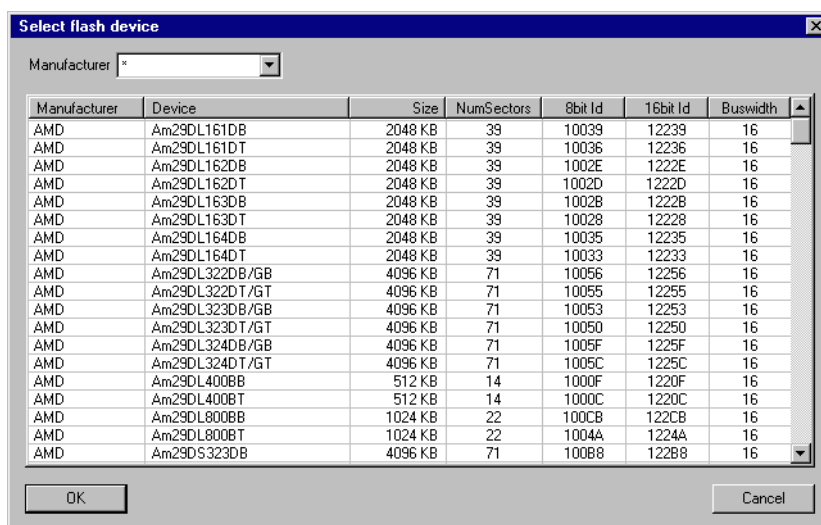 Select flash device
Manufacturer *
Manufacturer Device Size NumSectors 8bit Id 16bit Id Buswidth
AMD Am29DL161DB 2048 KB 39 10039 12239 16
AMD Am29DL161DT 2048 KB 39 10036 12236 16
AMD Am29DL162DB 2048 KB 39 1002E 1222E 16
AMD Am29DL162DT 2048 KB 39 1002D 1222D 16
AMD Am29DL163DB 2048 KB 39 1002B 1222B 16
AMD Am29DL163DT 2048 KB 39 10028 12228 16
AMD Am29DL164DB 2048 KB 39 10035 12235 16
AMD Am29DL164DT 2048 KB 39 10033 12233 16
AMD Am29DL322DB/GB 4096 KB 71 10056 12256 16
AMD Am29DL322DT/GT 4096 KB 71 10055 12255 16
AMD Am29DL323DB/GB 4096 KB 71 10053 12253 16
AMD Am29DL323DT/GT 4096 KB 71 10050 12250 16
AMD Am29DL324DB/GB 4096 KB 71 1005F 1225F 16
AMD Am29DL324DT/GT 4096 KB 71 1005C 1225C 16
AMD Am29DL400BB 512 KB 14 1000F 1220F 16
AMD Am29DL400BT 512 KB 14 1000C 1220C 16
AMD Am29DL800BB 1024 KB 22 100CB 122CB 16
AMD Am29DL800BT 1024 KB 22 1004A 1224A 16
AMD Am29DS323DB 4096 KB 71 100B8 122B8 16
OK Cancel